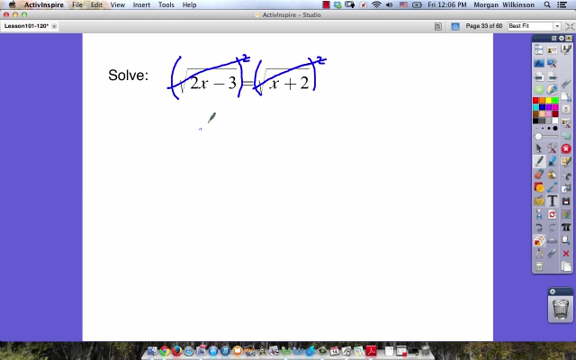 ActivInspire File Edit View Insert Tools Help Fri 12:06 PM Morgan Wilkinson
ActivInspire – Studio
Lesson101-120* Page 33 of 60 Best Fit
Solve: (√2x − 3)² = (√x + 2)²
T